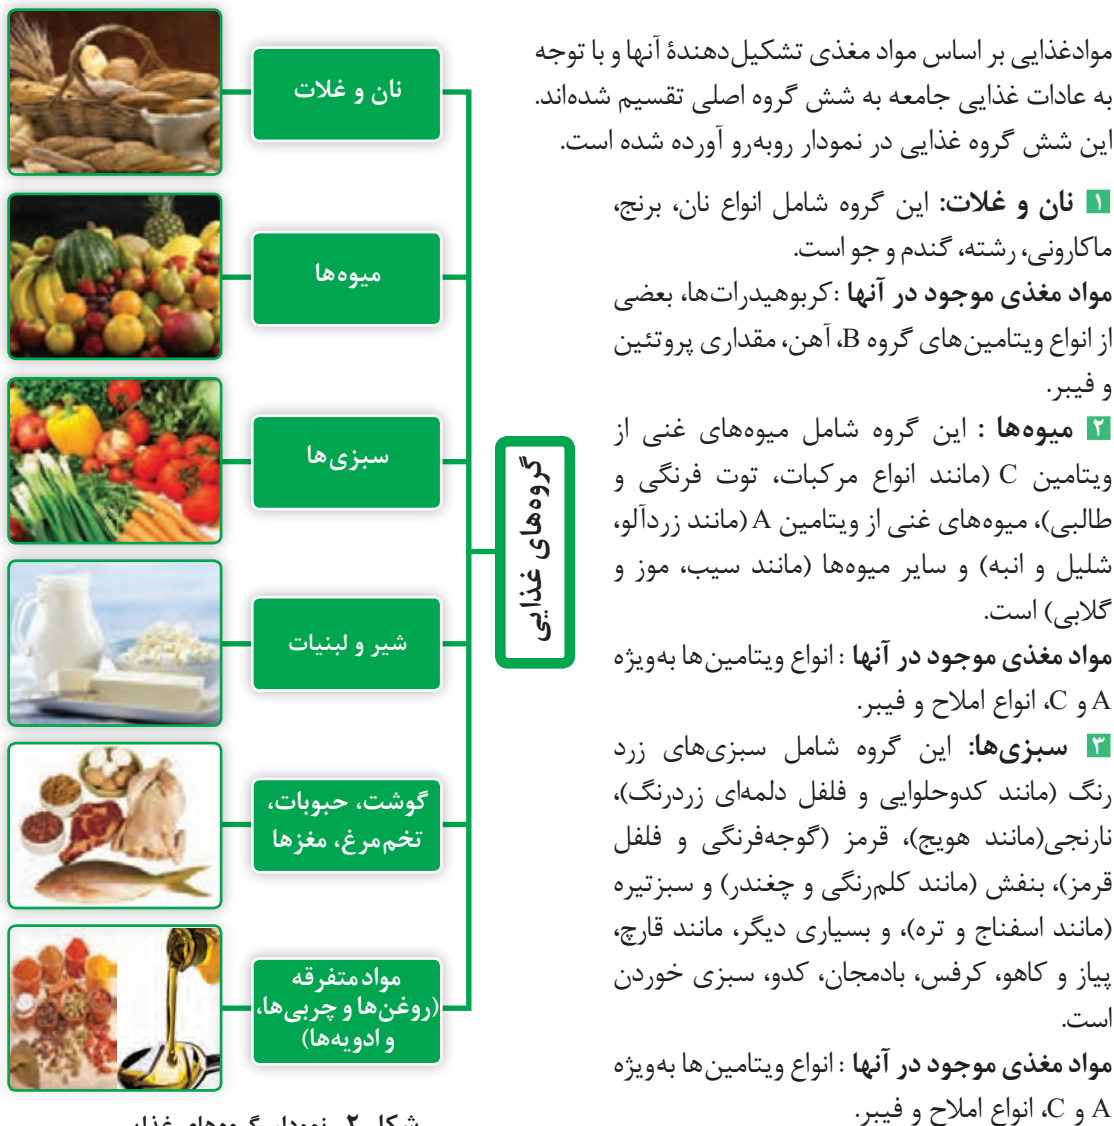 موادغذایی بر اساس مواد مغذی تشکیل‌دهندهٔ آنها و با توجه
به عادات غذایی جامعه به شش گروه اصلی تقسیم شده‌اند.
این شش گروه غذایی در نمودار روبه‌رو آورده شده است.
۱ نان و غلات: این گروه شامل انواع نان، برنج،
ماکارونی، رشته، گندم و جو است.
مواد مغذی موجود در آنها : کربوهیدرات‌ها، بعضی
از انواع ویتامین‌های گروه B، آهن، مقداری پروتئین
و فیبر.
۲ میوه‌ها : این گروه شامل میوه‌های غنی از
ویتامین C (مانند انواع مرکبات، توت فرنگی و
طالبی)، میوه‌های غنی از ویتامین A (مانند زردآلو،
شلیل و انبه) و سایر میوه‌ها (مانند سیب، موز و
گلابی) است.
مواد مغذی موجود در آنها : انواع ویتامین‌ها به‌ویژه
A و C، انواع املاح و فیبر.
۳ سبزی‌ها: این گروه شامل سبزی‌های زرد
رنگ (مانند کدوحلوایی و فلفل دلمه‌ای زردرنگ)،
نارنجی(مانند هویج)، قرمز (گوجه‌فرنگی و فلفل
قرمز)، بنفش (مانند کلم‌رنگی و چغندر) و سبزتیره
(مانند اسفناج و تره)، و بسیاری دیگر، مانند قارچ،
پیاز و کاهو، کرفس، بادمجان، کدو، سبزی خوردن
است.
مواد مغذی موجود در آنها : انواع ویتامین‌ها به‌ویژه
A و C، انواع املاح و فیبر.
گروه‌های غذایی
نان و غلات
میوه‌ها
سبزی‌ها
شیر و لبنیات
گوشت، حبوبات،
تخم‌مرغ، مغزها
مواد متفرقه
(روغن‌ها و چربی‌ها،
و ادویه‌ها)
شکل ۲ـ نمودار گروه‌های غذایی